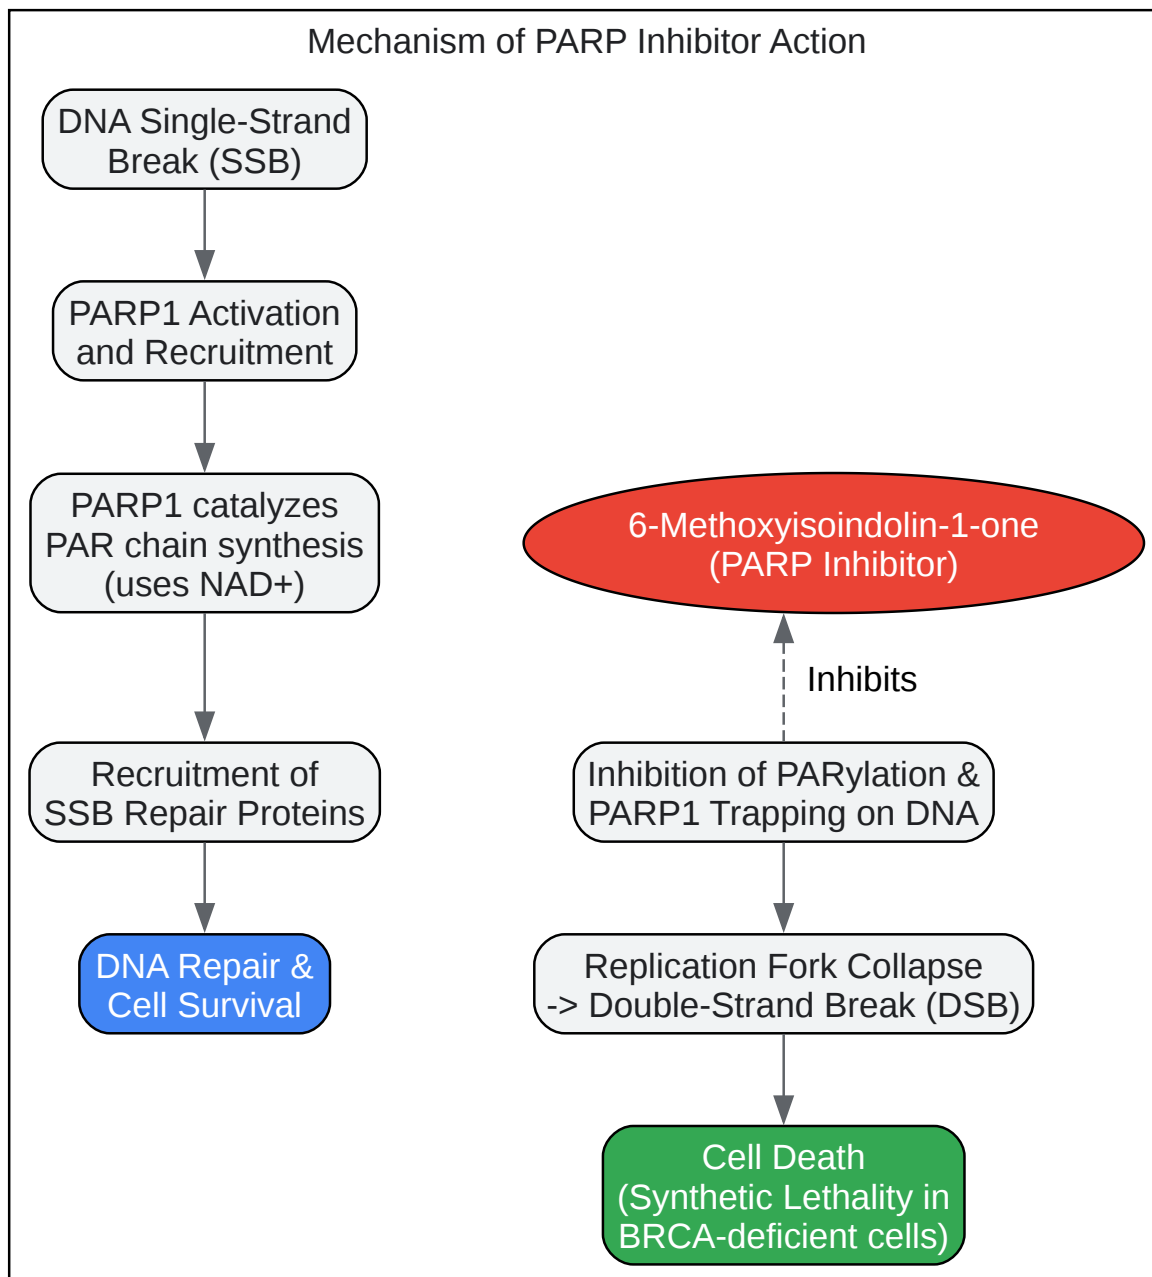 Mechanism of PARP Inhibitor Action
DNA Single-Strand
Break (SSB)
PARP1 Activation
and Recruitment
PARP1 catalyzes
PAR chain synthesis
(uses NAD+)
Recruitment of
SSB Repair Proteins
DNA Repair &
Cell Survival
6-Methoxyisoindolin-1-one
(PARP Inhibitor)
Inhibits
Inhibition of PARylation &
PARP1 Trapping on DNA
Replication Fork Collapse
-> Double-Strand Break (DSB)
Cell Death
(Synthetic Lethality in
BRCA-deficient cells)